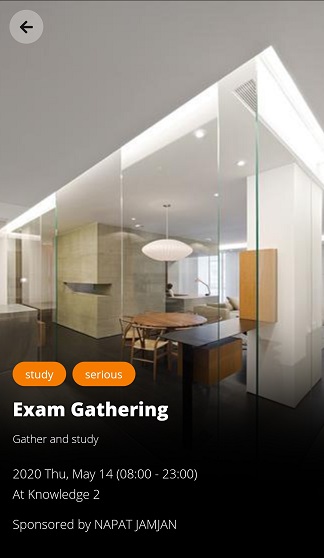 study serious
Exam Gathering
Gather and study
2020 Thu, May 14 (08:00 - 23:00)
At Knowledge 2
Sponsored by NAPAT JAMJAN